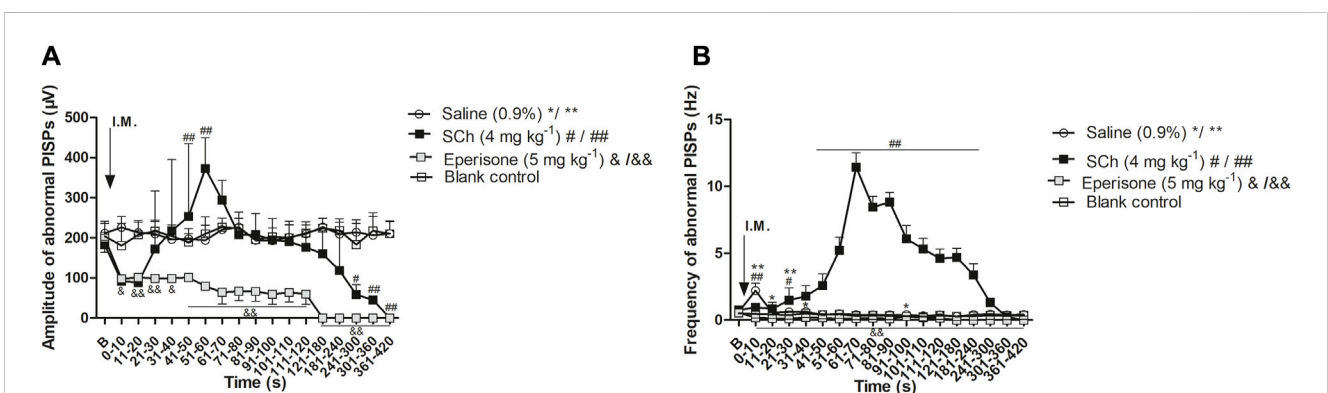 A
Amplitude of abnormal PISPs (µV)
500
400
300
200
100
0
I.M.
## ##
& && && &
&&
# ## ##
&&
B 0-10 11-20 21-30 31-40 41-50 51-60 61-70 71-80 81-90 91-100 101-110 111-120 121-180 181-240 241-300 301-360 361-420
Time (s)
Saline (0.9%) */ **
SCh (4 mg kg-1) # / ##
Eperisone (5 mg kg-1) & /&&
Blank control
B
Frequency of abnormal PISPs (Hz)
15
10
5
0
I.M.
##
** **
## #
* * *
&&
B 0-10 11-20 21-30 31-40 41-50 51-60 61-70 71-80 81-90 91-100 101-110 111-120 121-180 181-240 241-300 301-360 361-420
Time (s)
Saline (0.9%) */ **
SCh (4 mg kg-1) # / ##
Eperisone (5 mg kg-1) & /&&
Blank control